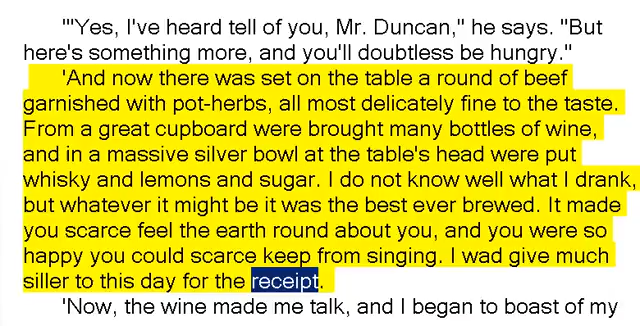 "'"Yes, I've heard tell of you, Mr. Duncan," he says. "But
here's something more, and you'll doubtless be hungry."
'And now there was set on the table a round of beef
garnished with pot-herbs, all most delicately fine to the taste.
From a great cupboard were brought many bottles of wine,
and in a massive silver bowl at the table's head were put
whisky and lemons and sugar. I do not know well what I drank,
but whatever it might be it was the best ever brewed. It made
you scarce feel the earth round about you, and you were so
happy you could scarce keep from singing. I wad give much
siller to this day for the receipt.
'Now, the wine made me talk, and I began to boast of my